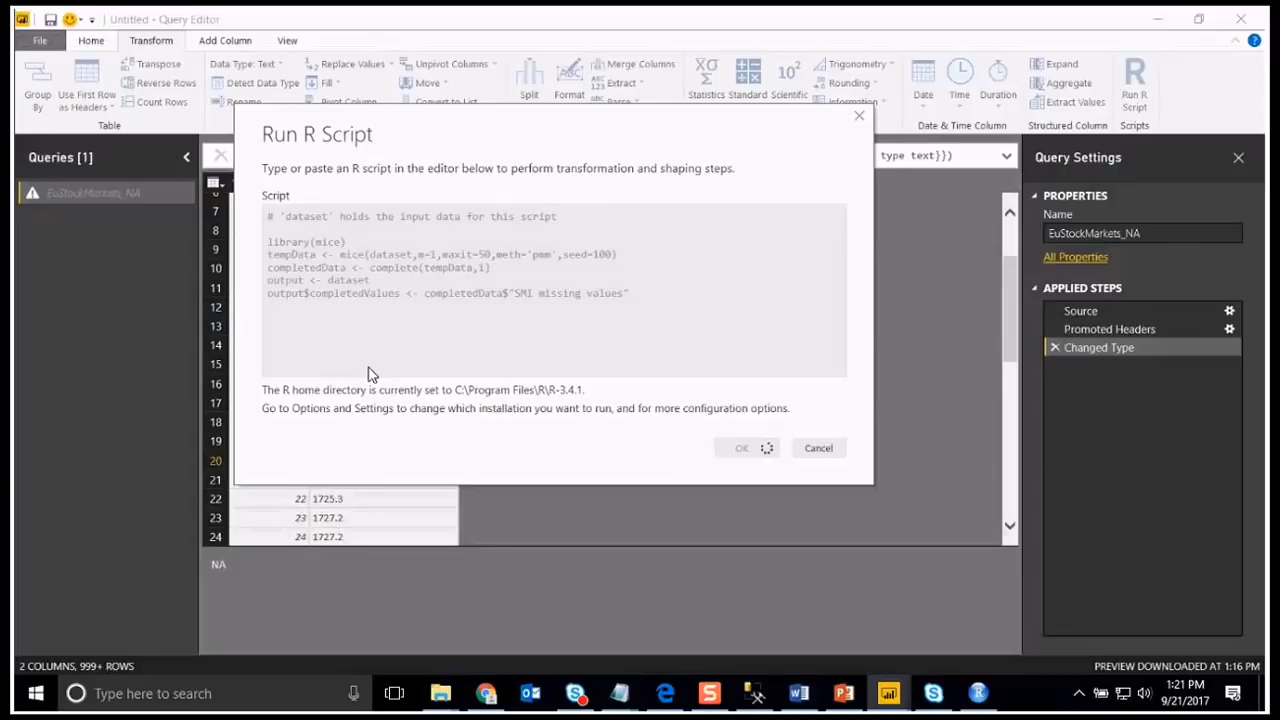 Untitled - Query Editor
File Home Transform Add Column View
Transpose
Reverse Rows
Count Rows
Group By
Use First Row as Headers
Table
Data Type: Text
Detect Data Type
Rename
Replace Values
Fill
Pivot Column
Unpivot Columns
Move
Convert to List
Split
Format
Merge Columns
Extract
Parse
Statistics
Standard
Scientific
Trigonometry
Rounding
Information
Date
Time
Duration
Date & Time Column
Expand
Aggregate
Extract Values
Structured Column
Run R Script
Scripts
Queries [1]
EuStockMarkets_NA
type text}})
Run R Script
Type or paste an R script in the editor below to perform transformation and shaping steps.
Script
# 'dataset' holds the input data for this script
library(mice)
tempData <- mice(dataset,m=1,maxit=50,meth='pmm',seed=100)
completedData <- complete(tempData,1)
output <- dataset
output$completedValues <- completedData$"SMI missing values"
The R home directory is currently set to C:\Program Files\R\R-3.4.1.
Go to Options and Settings to change which installation you want to run, and for more configuration options.
OK
Cancel
6
7
8
9
10
11
12
13
14
15
16
17
18
19
20
21
22 22 1725.3
23 23 1727.2
24 24 1727.2
NA
Query Settings
PROPERTIES
Name
EuStockMarkets_NA
All Properties
APPLIED STEPS
Source
Promoted Headers
Changed Type
2 COLUMNS, 999+ ROWS
PREVIEW DOWNLOADED AT 1:16 PM
Type here to search
1:21 PM
9/21/2017